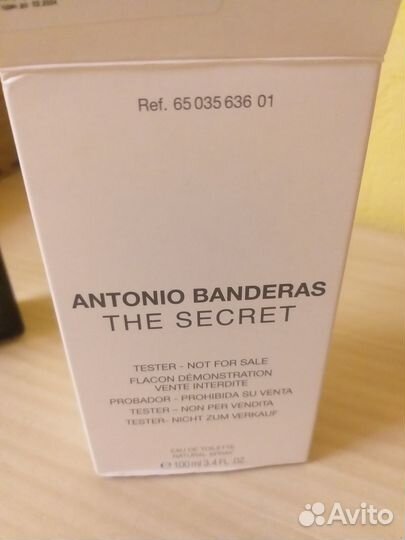 Ref. 65 035 636 01
ANTONIO BANDERAS
THE SECRET
TESTER - NOT FOR SALE
FLACON DÉMONSTRATION
VENTE INTERDITE
PROBADOR - PROHIBIDA SU VENTA
TESTER - NON PER VENDITA
TESTER- NICHT ZUM VERKAUF
EAU DE TOILETTE
NATURAL SPRAY
℮ 100 ml 3.4 FL. OZ.
Avito